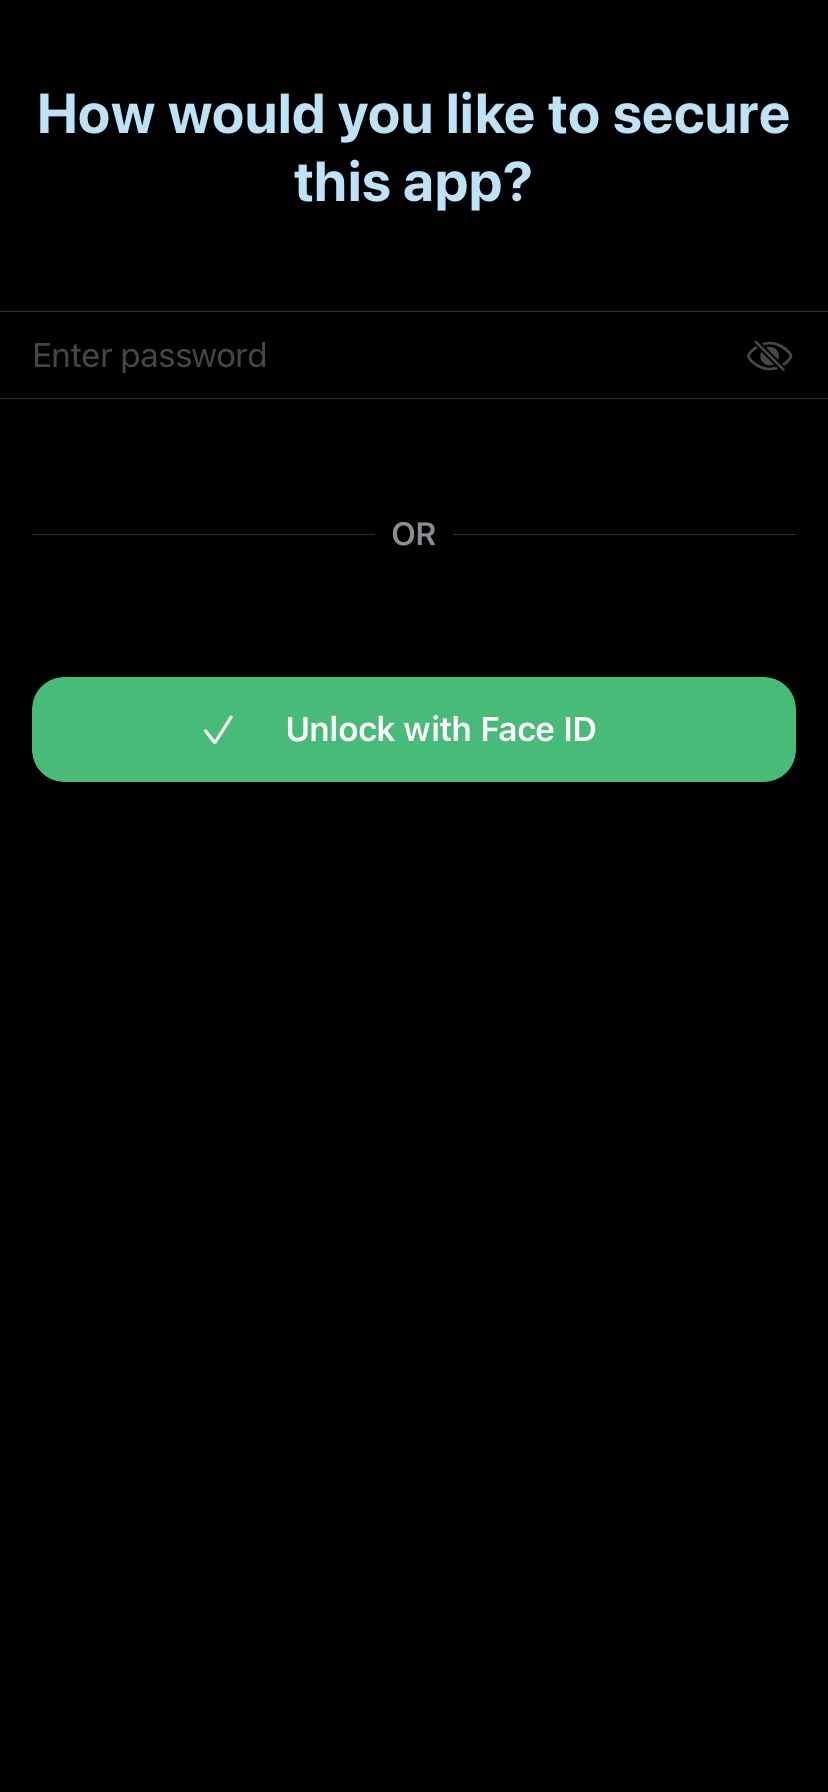 How would you like to secure
this app?
Enter password
OR
Unlock with Face ID